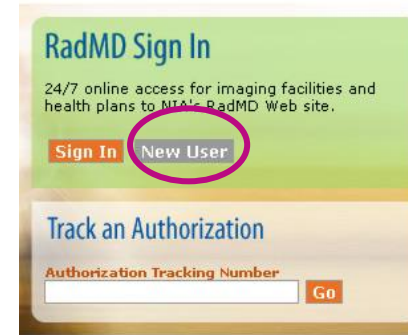 RadMD Sign In
24/7 online access for imaging facilities and
health plans to NIA's RadMD Web site.
Sign In New User
Track an Authorization
Authorization Tracking Number
Go